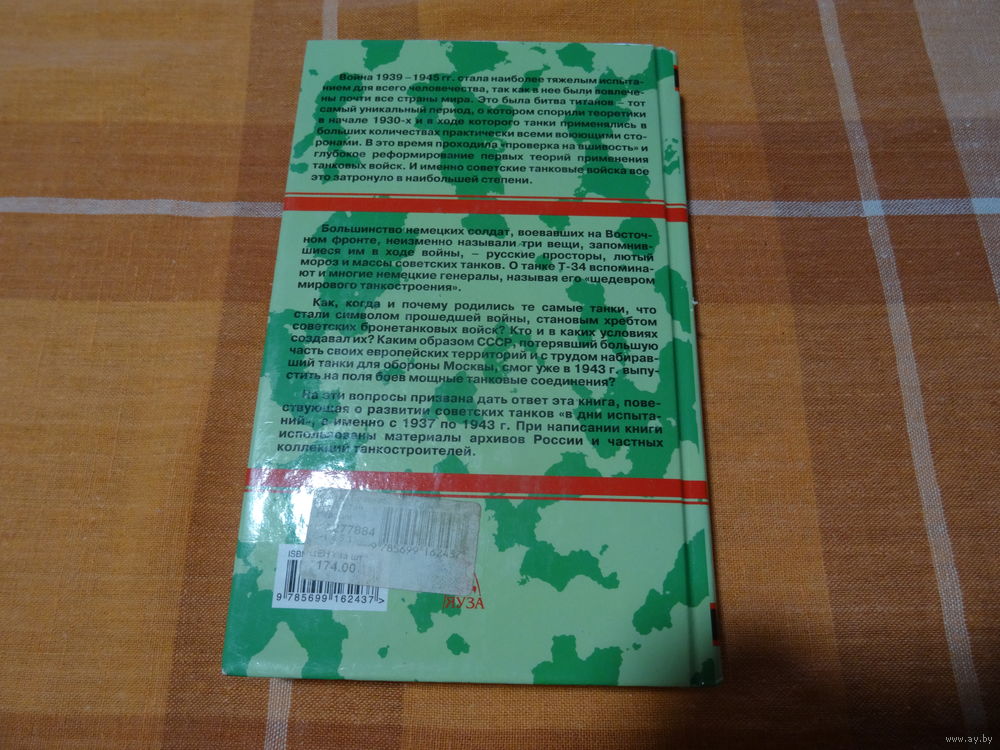 Война 1939 – 1945 гг. стала наиболее тяжелым испыта-
нием для всего человечества, так как в нее были вовлече-
ны почти все страны мира. Это была битва титанов – тот
самый уникальный период, о котором спорили теоретики
в начале 1930-х и в ходе которого танки применялись в
больших количествах практически всеми воюющими сто-
ронами. В это время проходила «проверка на вшивость» и
глубокое реформирование первых теорий применения
танковых войск. И именно советские танковые войска все
это затронуло в наибольшей степени.
Большинство немецких солдат, воевавших на Восточ-
ном фронте, неизменно называли три вещи, запомнив-
шиеся им в ходе войны, – русские просторы, лютый
мороз и массы советских танков. О танке Т-34 вспомина-
ют и многие немецкие генералы, называя его «шедевром
мирового танкостроения».
Как, когда и почему родились те самые танки, что
стали символом прошедшей войны, становым хребтом
советских бронетанковых войск? Кто и в каких условиях
создавал их? Каким образом СССР, потерявший большую
часть своих европейских территорий и с трудом набирав-
ший танки для обороны Москвы, смог уже в 1943 г. выпу-
стить на поля боев мощные танковые соединения?
На эти вопросы призвана дать ответ эта книга, пове-
ствующая о развитии советских танков «в дни испыта-
ний», а именно с 1937 по 1943 г. При написании книги
использованы материалы архивов России и частных
коллекций танкостроителей.
77884
9 785699 162437
ISBN
174.00
9 785699 162437 >
ЯУЗА
www.ay.by